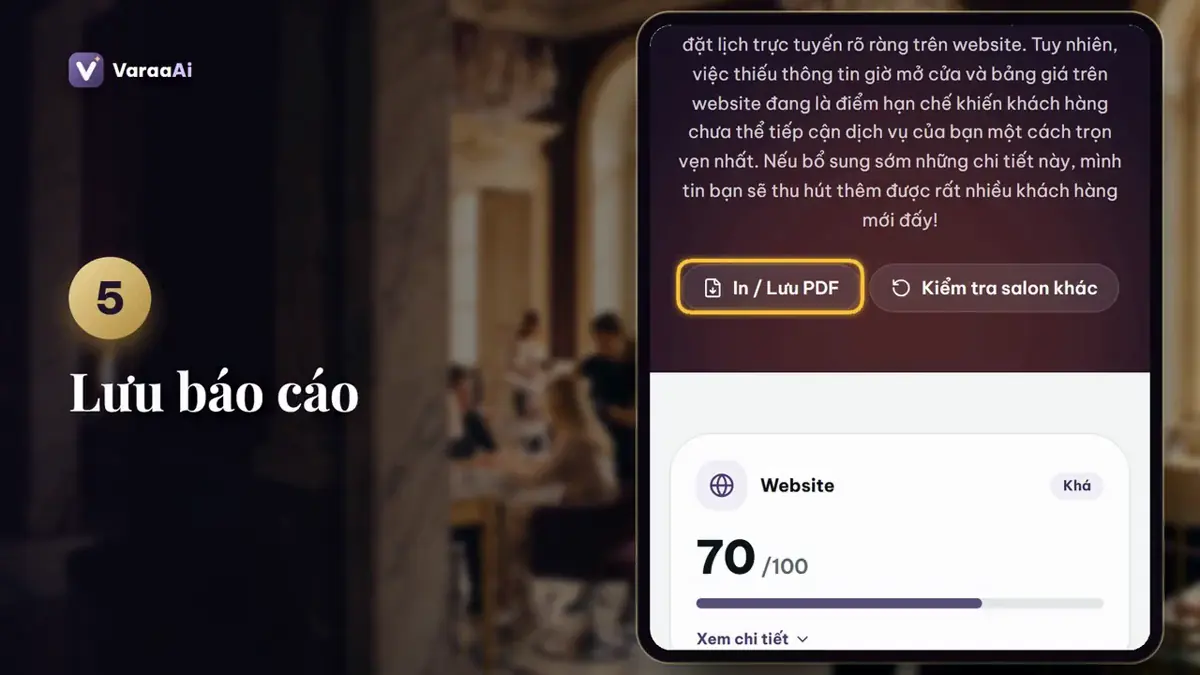 VaraaAi
5
Lưu báo cáo
đặt lịch trực tuyến rõ ràng trên website. Tuy nhiên,
việc thiếu thông tin giờ mở cửa và bảng giá trên
website đang là điểm hạn chế khiến khách hàng
chưa thể tiếp cận dịch vụ của bạn một cách trọn
vẹn nhất. Nếu bổ sung sớm những chi tiết này, mình
tin bạn sẽ thu hút thêm được rất nhiều khách hàng
mới đấy!
In / Lưu PDF
Kiểm tra salon khác
Website
Khá
70 /100
Xem chi tiết